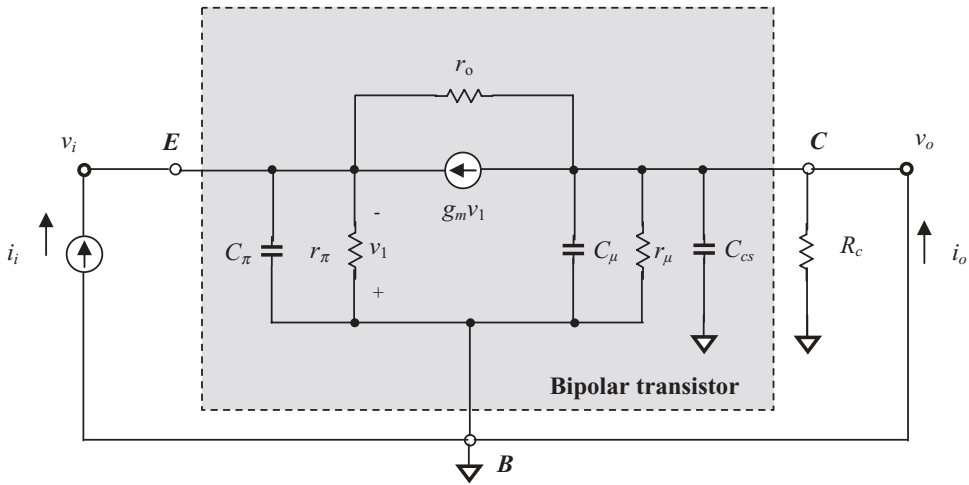 r_o
v_i
E
C
v_o
g_m v_1
-
i_i
C_π
r_π
v_1
C_μ
r_μ
C_cs
R_c
i_o
+
Bipolar transistor
B